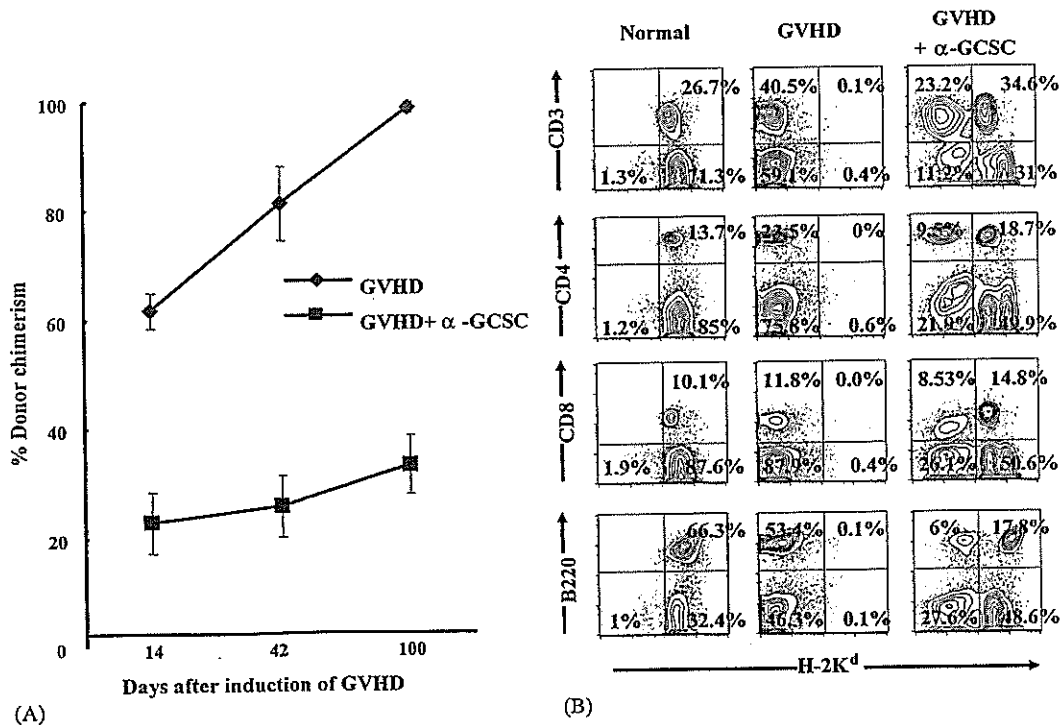 100
80
60
40
20
0
% Donor chimerism
14 42 100
Days after induction of GVHD
GVHD
GVHD+ α -GCSC
(A)
Normal GVHD GVHD
+ α-GCSC
CD3
26.7% 40.5% 0.1% 23.2% 34.6%
1.3% 71.3% 59.1% 0.4% 11.2% 31%
CD4
13.7% 23.5% 0% 9.5% 18.7%
1.2% 85% 75.8% 0.6% 21.9% 49.9%
CD8
10.1% 11.8% 0.0% 8.53% 14.8%
1.9% 87.6% 87.9% 0.4% 26.1% 50.6%
B220
66.3% 53.4% 0.1% 6% 17.8%
1% 32.4% 46.3% 0.1% 27.6% 48.6%
H-2Kᵈ
(B)